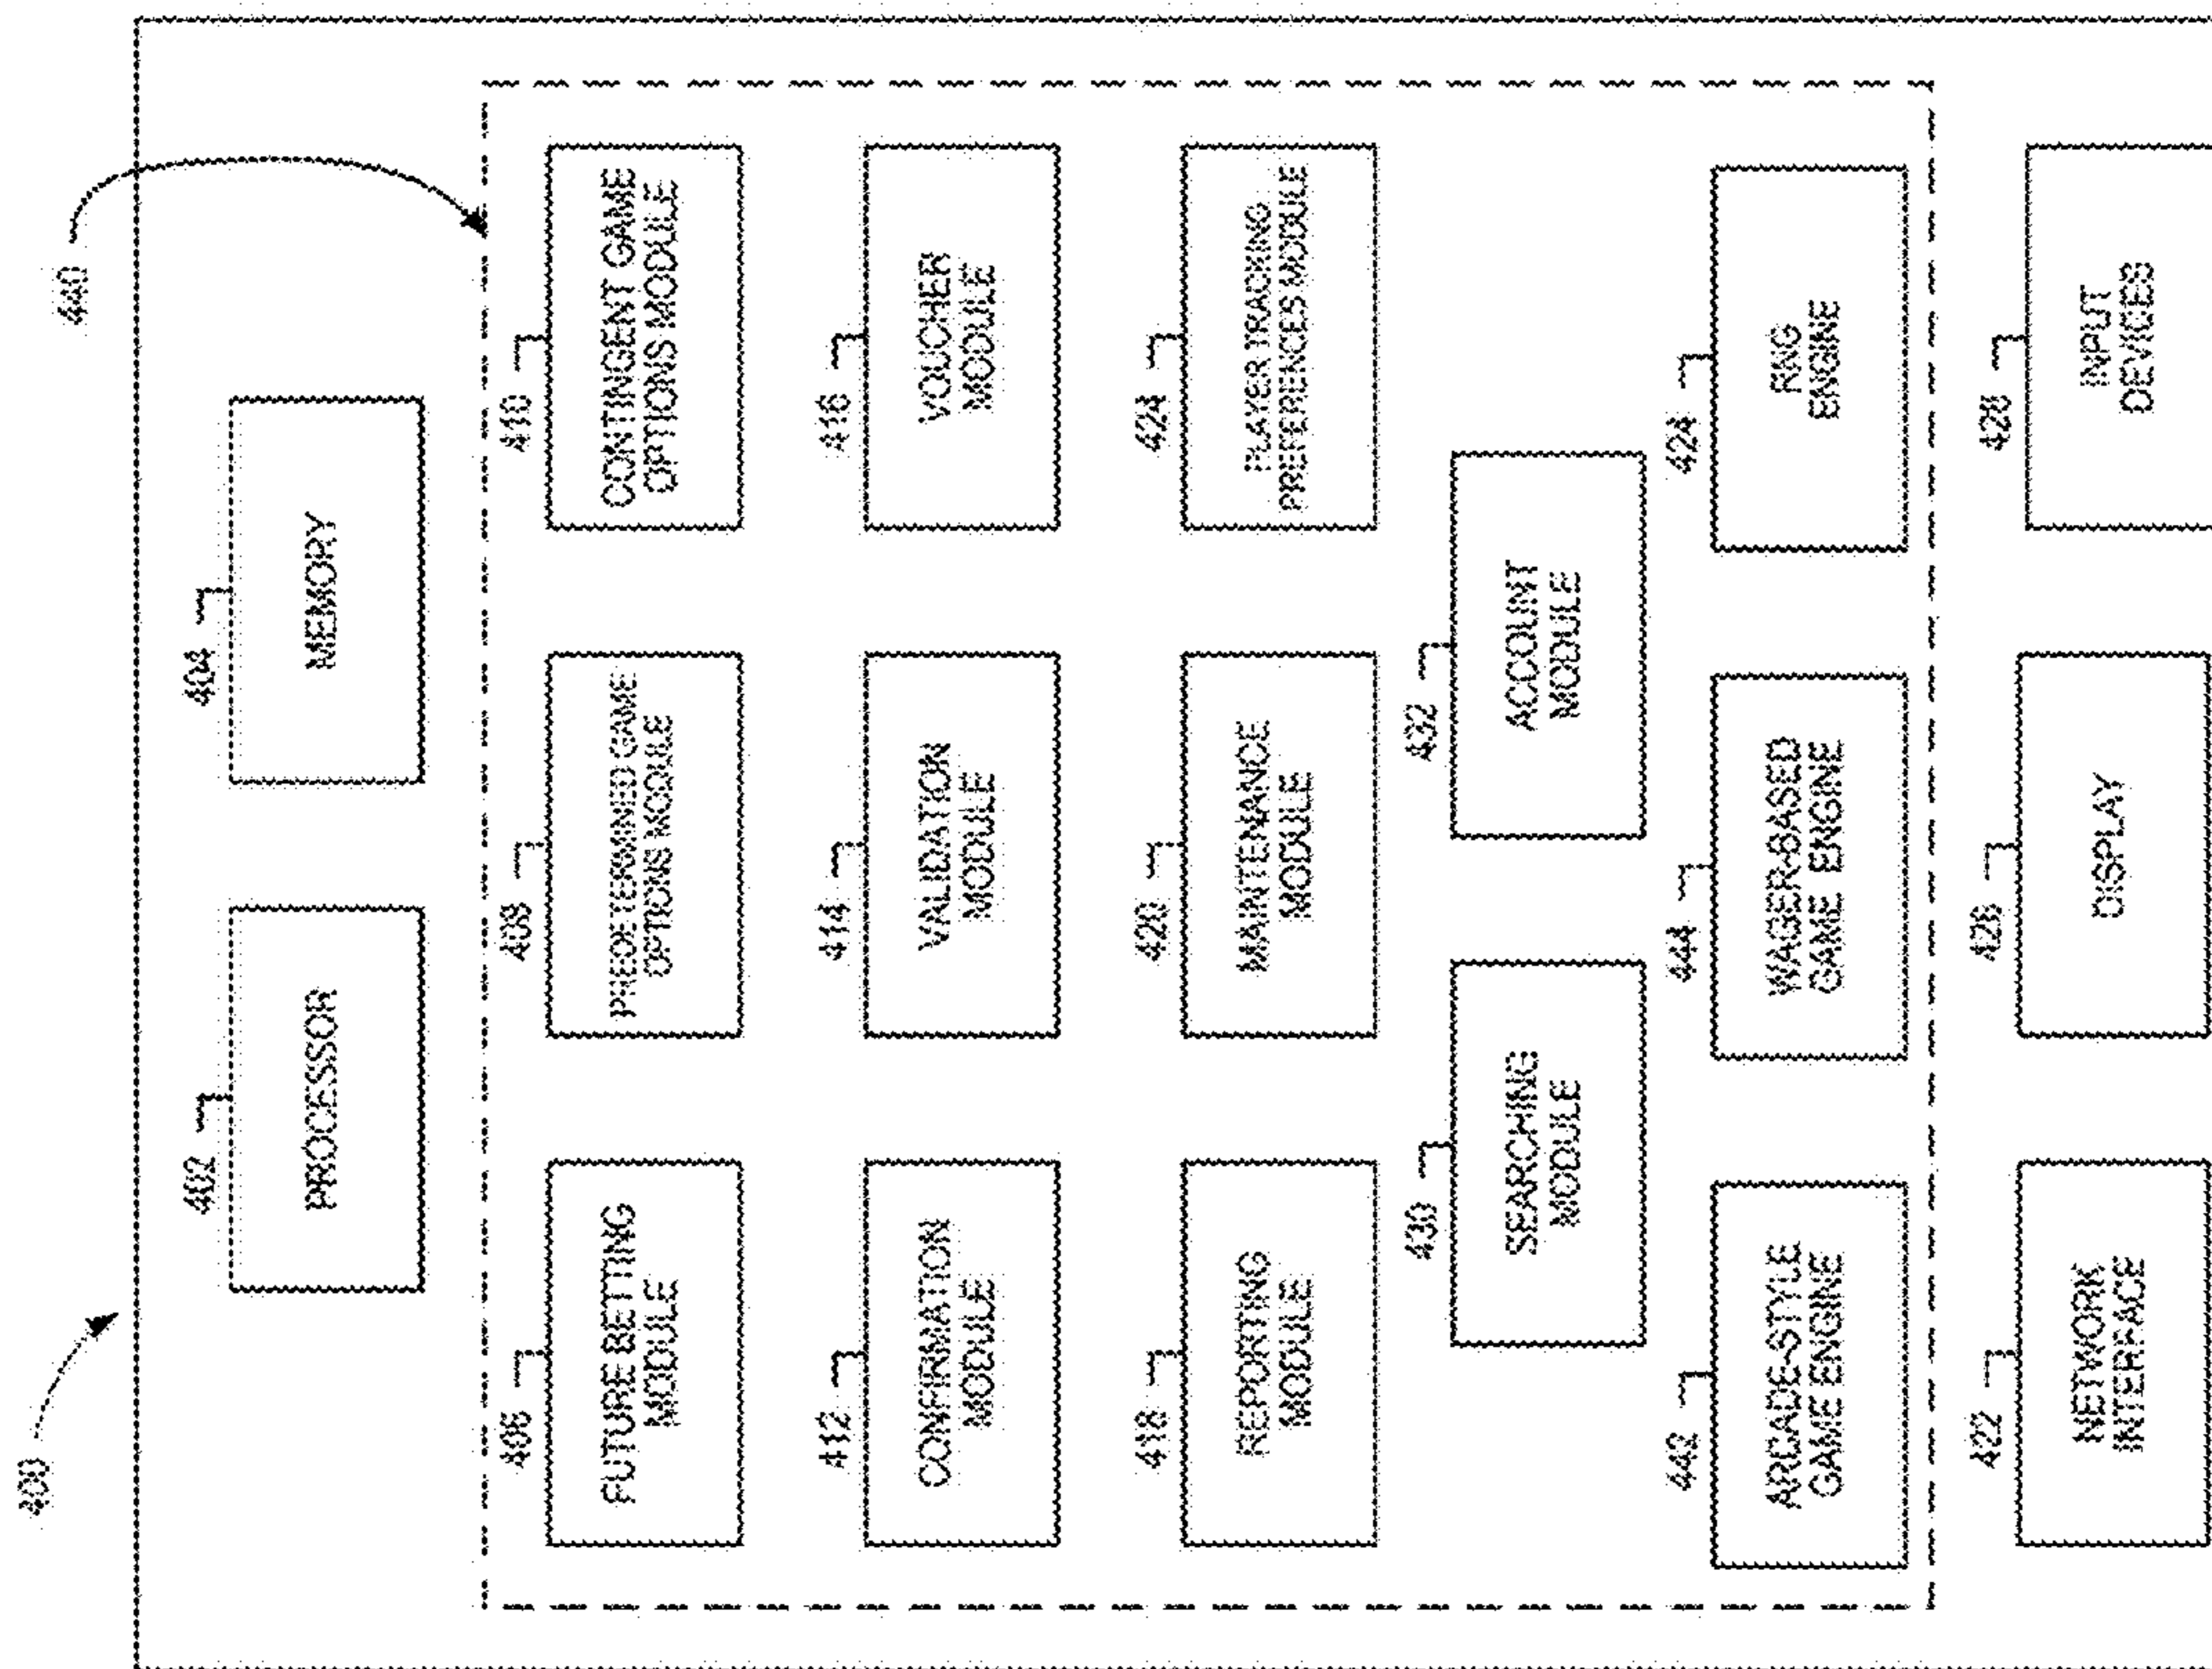 400
440
402
PROCESSOR
404
MEMORY
406
FUTURE BETTING
MODULE
408
PREDETERMINED GAME
OPTIONS MODULE
410
CONTINGENT GAME
OPTIONS MODULE
412
CONFIRMATION
MODULE
414
VALIDATION
MODULE
416
VOUCHER
MODULE
418
REPORTING
MODULE
420
MAINTENANCE
MODULE
424
PLAYER TRACKING
PREFERENCES MODULE
430
SEARCHING
MODULE
432
ACCOUNT
MODULE
442
ARCADE-STYLE
GAME ENGINE
444
WAGER-BASED
GAME ENGINE
424
RNG
ENGINE
422
NETWORK
INTERFACE
426
DISPLAY
428
INPUT
DEVICES